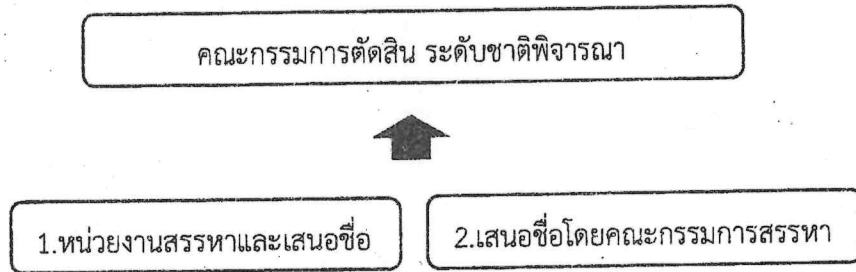 คณะกรรมการตัดสิน ระดับชาติพิจารณา
1.หน่วยงานสรรหาและเสนอชื่อ
2.เสนอชื่อโดยคณะกรรมการสรรหา